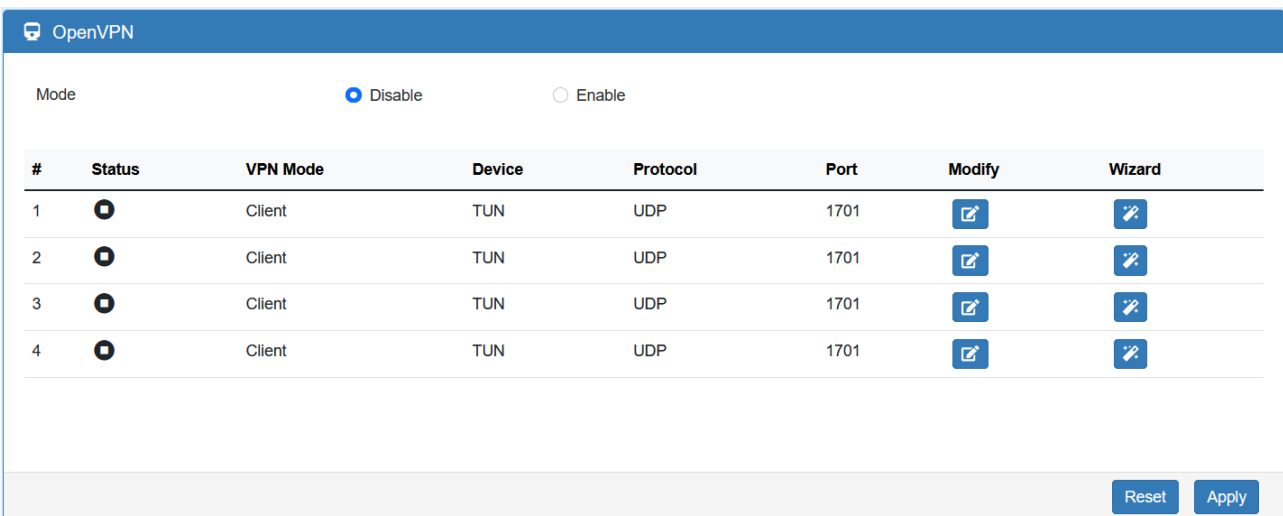 OpenVPN
Mode Disable Enable
# Status VPN Mode Device Protocol Port Modify Wizard
1 Client TUN UDP 1701
2 Client TUN UDP 1701
3 Client TUN UDP 1701
4 Client TUN UDP 1701
Reset Apply